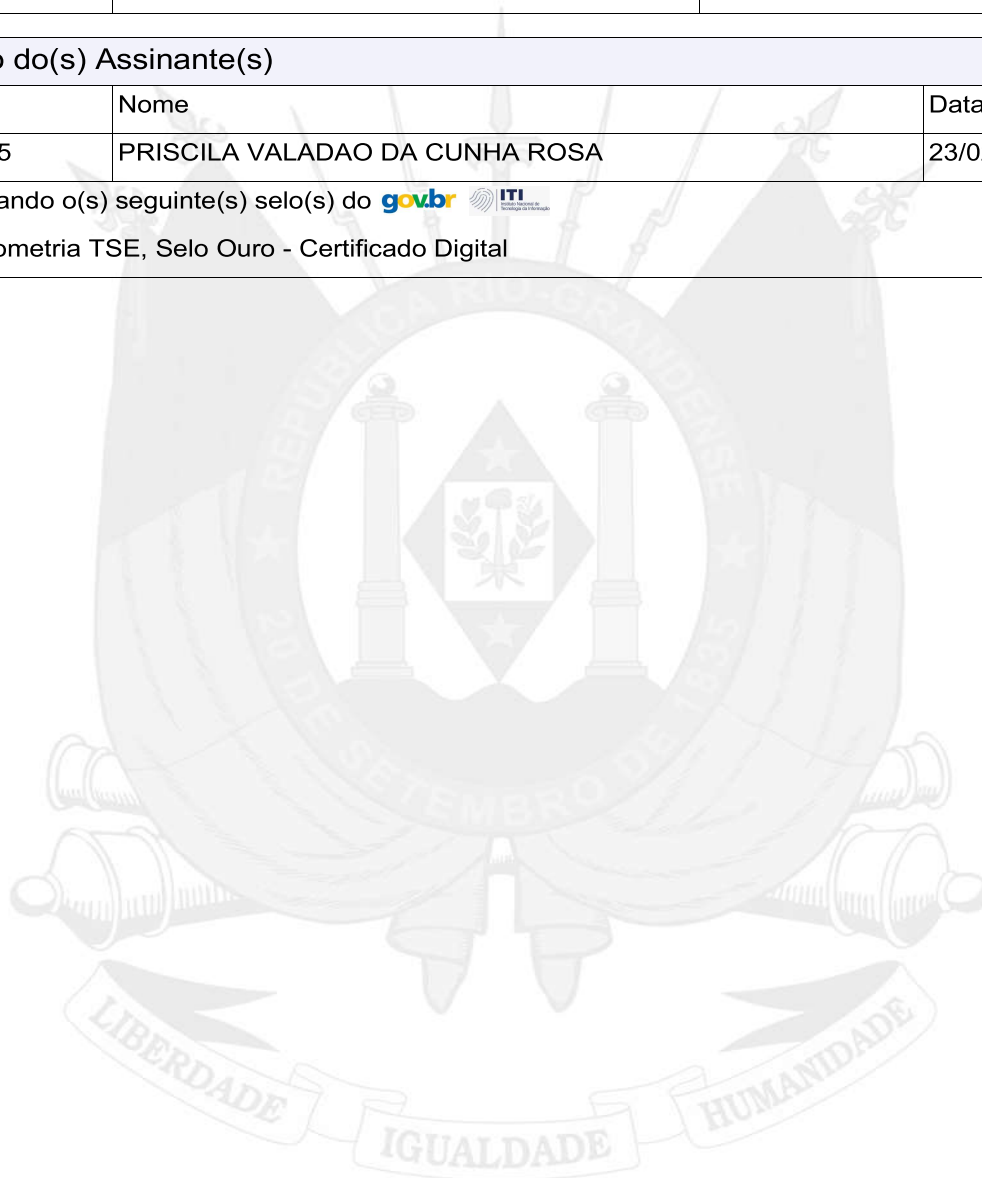 o do(s) Assinante(s)
Nome Data
5 PRISCILA VALADAO DA CUNHA ROSA 23/0
ando o(s) seguinte(s) selo(s) do gov.br ITI
ometria TSE, Selo Ouro - Certificado Digital
REPÚBLICA RIO-GRANDENSE
20 DE SETEMBRO DE 1835
LIBERDADE
IGUALDADE
HUMANIDADE